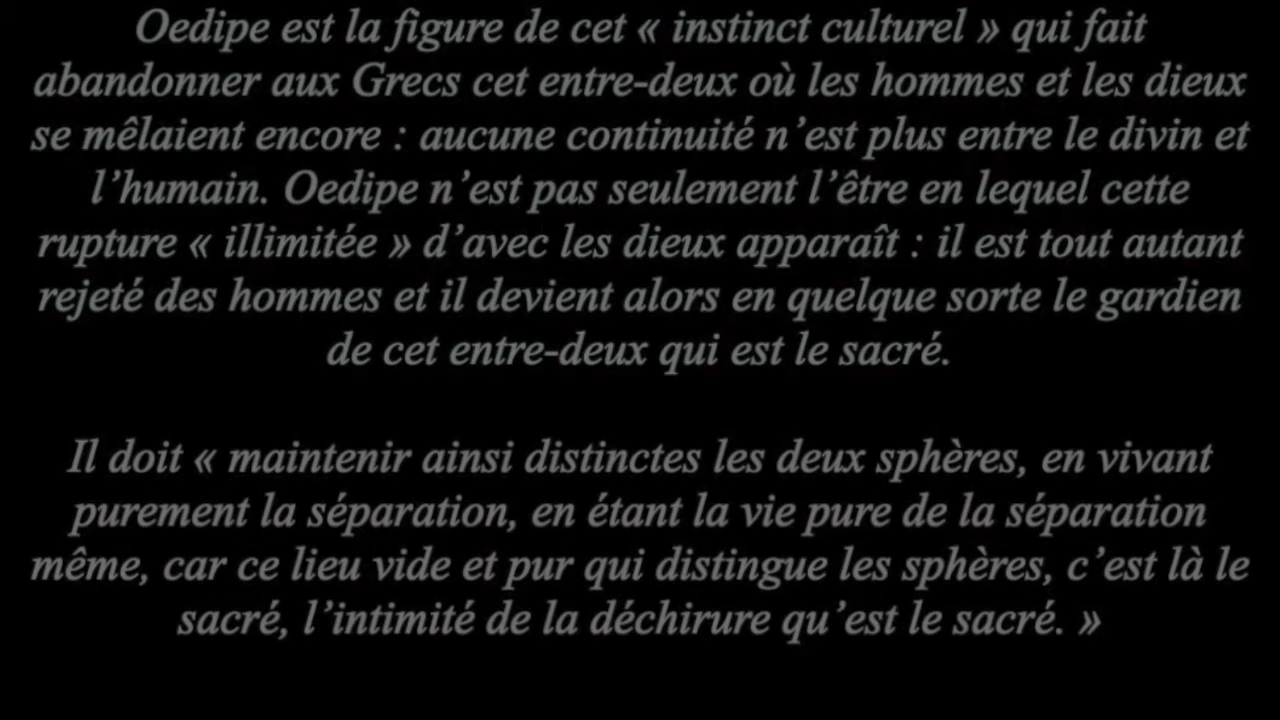 Oedipe est la figure de cet « instinct culturel » qui fait
abandonner aux Grecs cet entre-deux où les hommes et les dieux
se mêlaient encore : aucune continuité n’est plus entre le divin et
l’humain. Oedipe n’est pas seulement l’être en lequel cette
rupture « illimitée » d’avec les dieux apparaît : il est tout autant
rejeté des hommes et il devient alors en quelque sorte le gardien
de cet entre-deux qui est le sacré.
Il doit « maintenir ainsi distinctes les deux sphères, en vivant
purement la séparation, en étant la vie pure de la séparation
même, car ce lieu vide et pur qui distingue les sphères, c’est là le
sacré, l’intimité de la déchirure qu’est le sacré. »